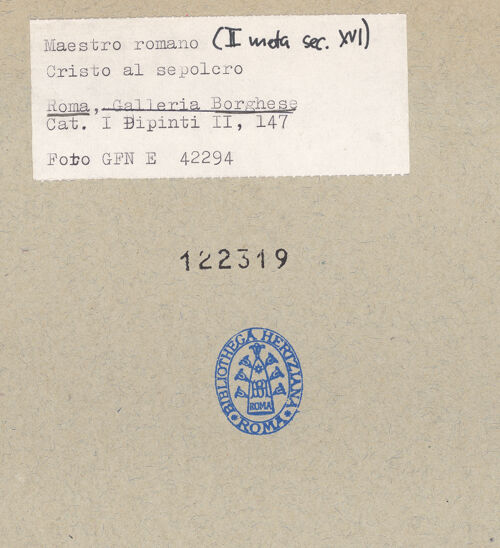 Maestro romano (II metà sec. XVI)
Cristo al sepolcro
Roma, Galleria Borghese
Cat. I Dipinti II, 147
Foto GFN E 42294
122319
BIBLIOTHECA HERTZIANA
ROMA
ROMA